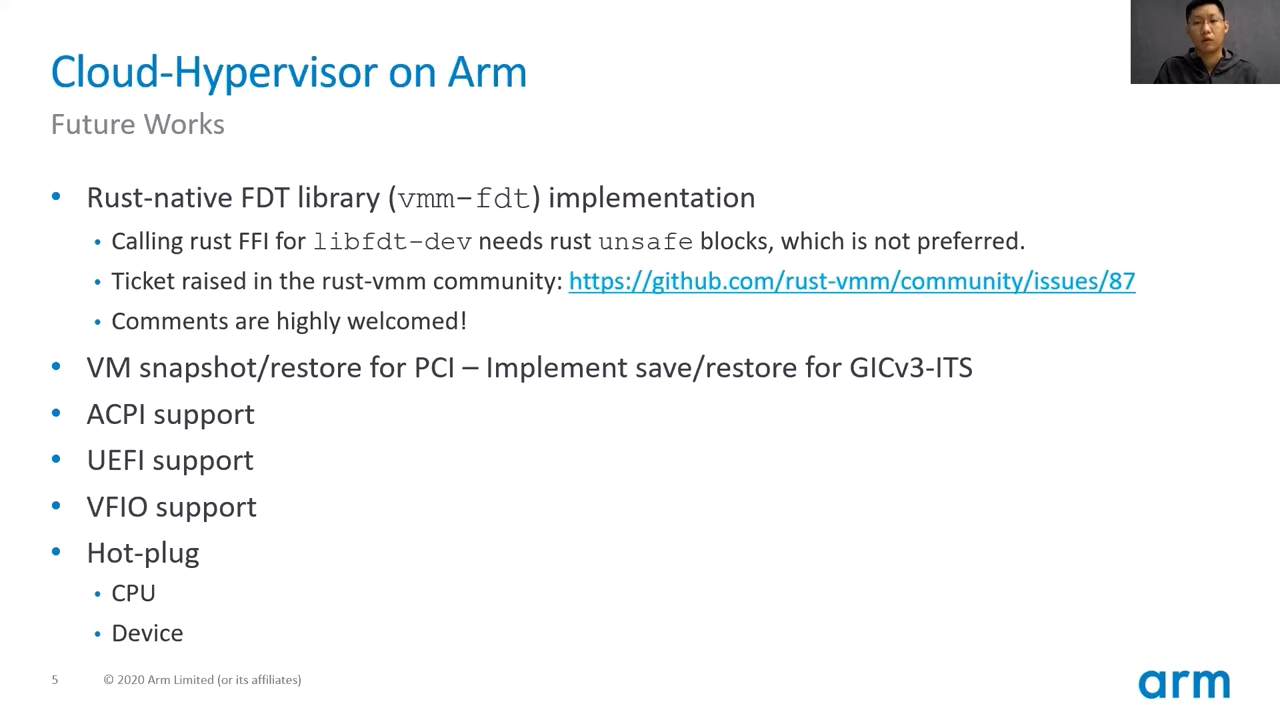 Cloud-Hypervisor on Arm
Future Works
• Rust-native FDT library (vmm-fdt) implementation
• Calling rust FFI for libfdt-dev needs rust unsafe blocks, which is not preferred.
• Ticket raised in the rust-vmm community: https://github.com/rust-vmm/community/issues/87
• Comments are highly welcomed!
• VM snapshot/restore for PCI – Implement save/restore for GICv3-ITS
• ACPI support
• UEFI support
• VFIO support
• Hot-plug
• CPU
• Device
5 © 2020 Arm Limited (or its affiliates)
arm